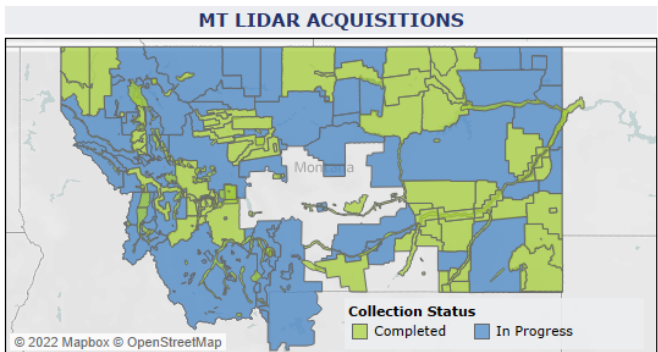 MT LIDAR ACQUISITIONS
Montana
Collection Status
Completed
In Progress
© 2022 Mapbox © OpenStreetMap